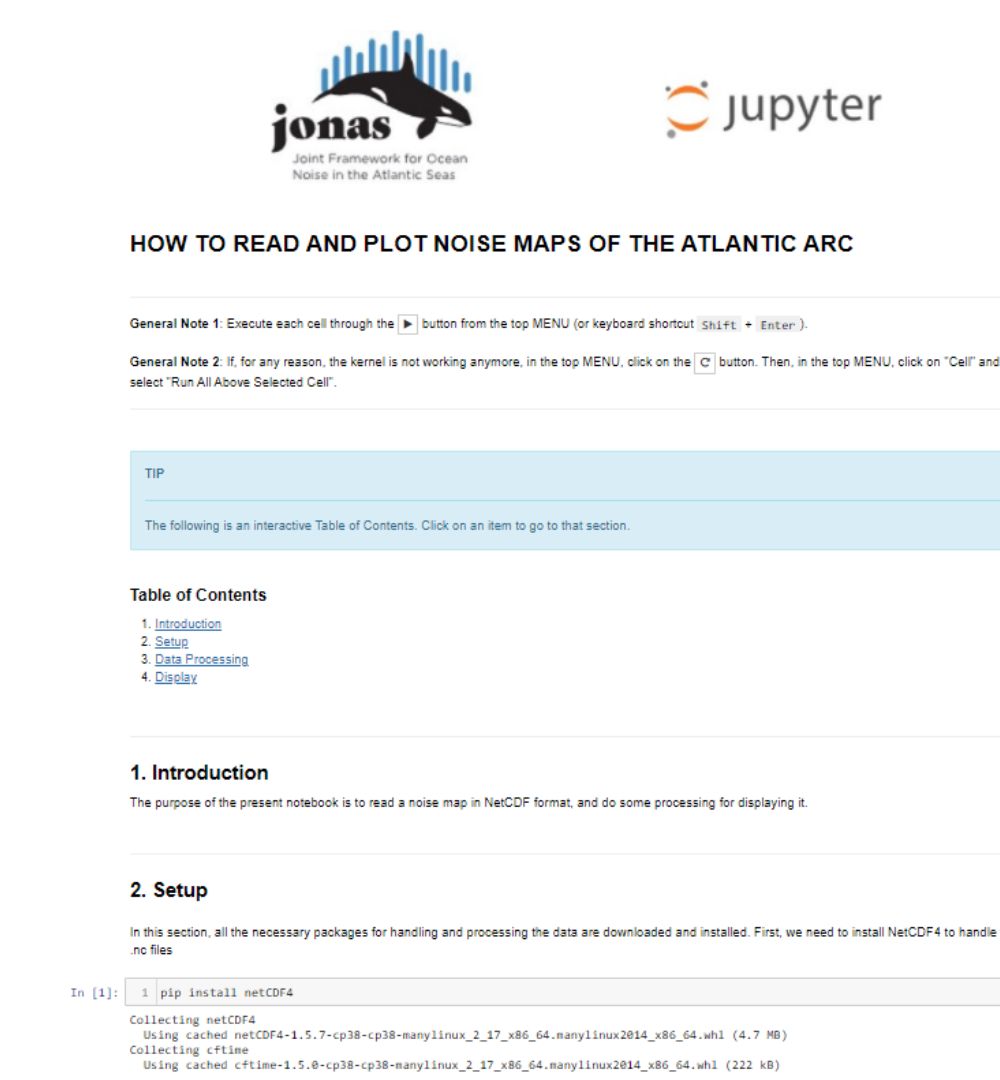 jonas
Joint Framework for Ocean
Noise in the Atlantic Seas
jupyter
HOW TO READ AND PLOT NOISE MAPS OF THE ATLANTIC ARC
General Note 1: Execute each cell through the button from the top MENU (or keyboard shortcut Shift + Enter ).
General Note 2: If, for any reason, the kernel is not working anymore, in the top MENU, click on the button. Then, in the top MENU, click on "Cell" and
select "Run All Above Selected Cell".
TIP
The following is an interactive Table of Contents. Click on an item to go to that section.
Table of Contents
1. Introduction
2. Setup
3. Data Processing
4. Display
1. Introduction
The purpose of the present notebook is to read a noise map in NetCDF format, and do some processing for displaying it.
2. Setup
In this section, all the necessary packages for handling and processing the data are downloaded and installed. First, we need to install NetCDF4 to handle
.nc files
In [1]: 1 pip install netCDF4
Collecting netCDF4
Using cached netCDF4-1.5.7-cp38-cp38-manylinux_2_17_x86_64.manylinux2014_x86_64.whl (4.7 MB)
Collecting cftime
Using cached cftime-1.5.0-cp38-cp38-manylinux_2_17_x86_64.manylinux2014_x86_64.whl (222 kB)